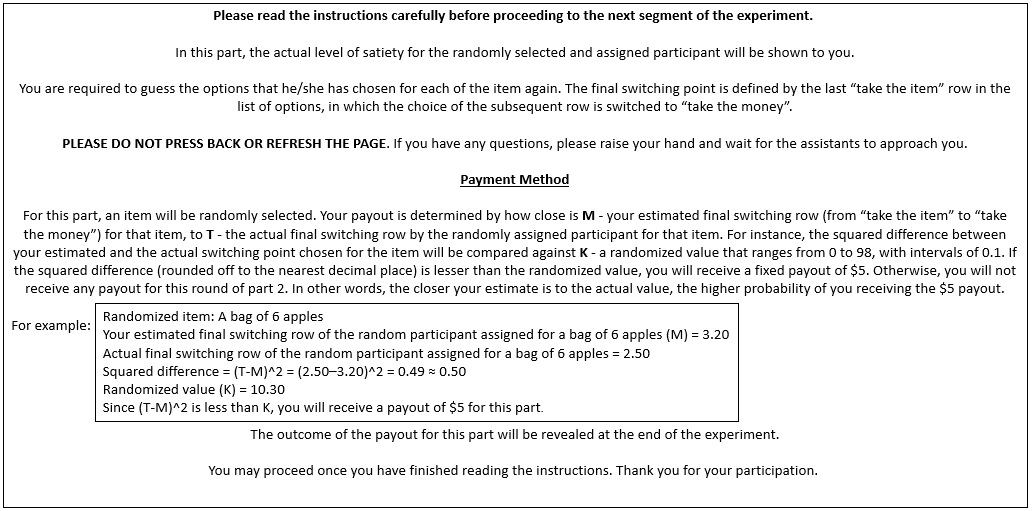 Please read the instructions carefully before proceeding to the next segment of the experiment.
In this part, the actual level of satiety for the randomly selected and assigned participant will be shown to you.
You are required to guess the options that he/she has chosen for each of the item again. The final switching point is defined by the last “take the item” row in the
list of options, in which the choice of the subsequent row is switched to “take the money”.
PLEASE DO NOT PRESS BACK OR REFRESH THE PAGE. If you have any questions, please raise your hand and wait for the assistants to approach you.
Payment Method
For this part, an item will be randomly selected. Your payout is determined by how close is M - your estimated final switching row (from “take the item” to “take
the money”) for that item, to T - the actual final switching row by the randomly assigned participant for that item. For instance, the squared difference between
your estimated and the actual switching point chosen for the item will be compared against K - a randomized value that ranges from 0 to 98, with intervals of 0.1. If
the squared difference (rounded off to the nearest decimal place) is lesser than the randomized value, you will receive a fixed payout of $5. Otherwise, you will not
receive any payout for this round of part 2. In other words, the closer your estimate is to the actual value, the higher probability of you receiving the $5 payout.
For example:
Randomized item: A bag of 6 apples
Your estimated final switching row of the random participant assigned for a bag of 6 apples (M) = 3.20
Actual final switching row of the random participant assigned for a bag of 6 apples = 2.50
Squared difference = (T-M)^2 = (2.50–3.20)^2 = 0.49 ≈ 0.50
Randomized value (K) = 10.30
Since (T-M)^2 is less than K, you will receive a payout of $5 for this part.
The outcome of the payout for this part will be revealed at the end of the experiment.
You may proceed once you have finished reading the instructions. Thank you for your participation.